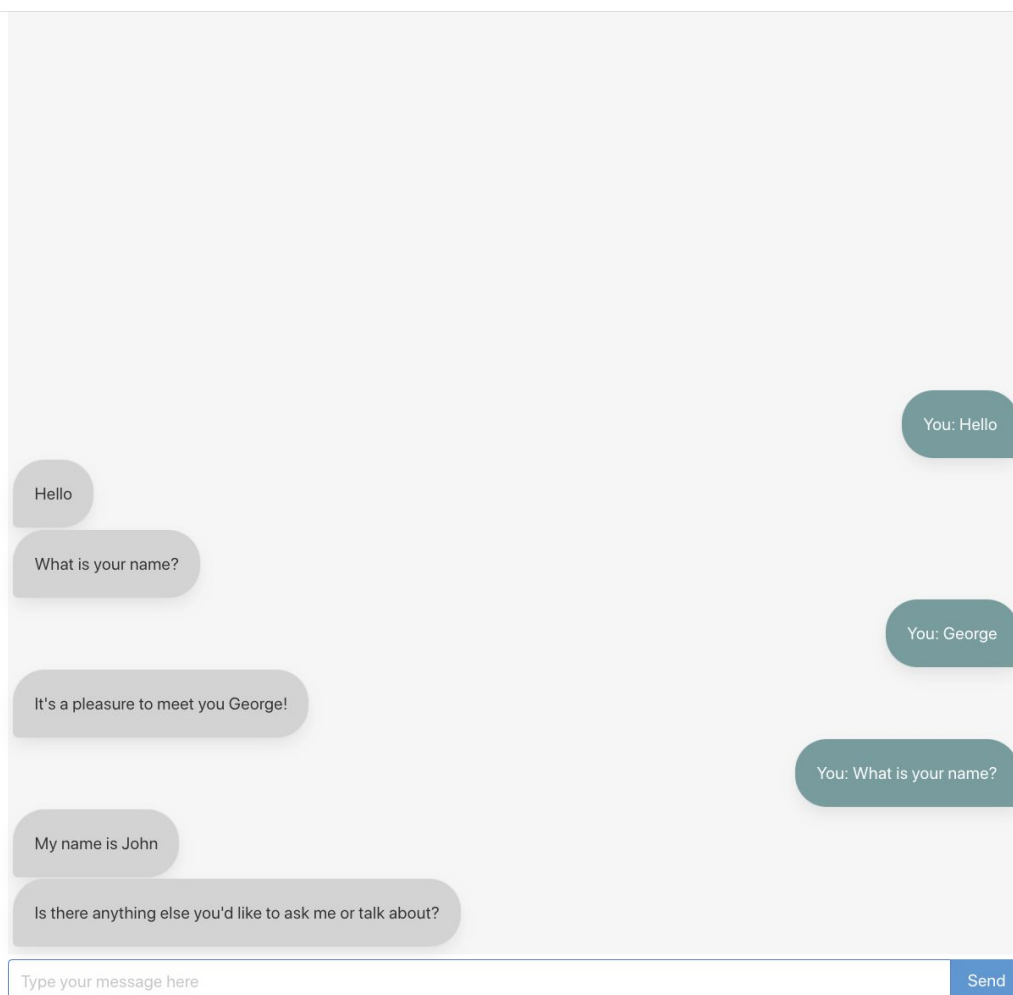 You: Hello
Hello
What is your name?
You: George
It's a pleasure to meet you George!
You: What is your name?
My name is John
Is there anything else you'd like to ask me or talk about?
Type your message here
Send